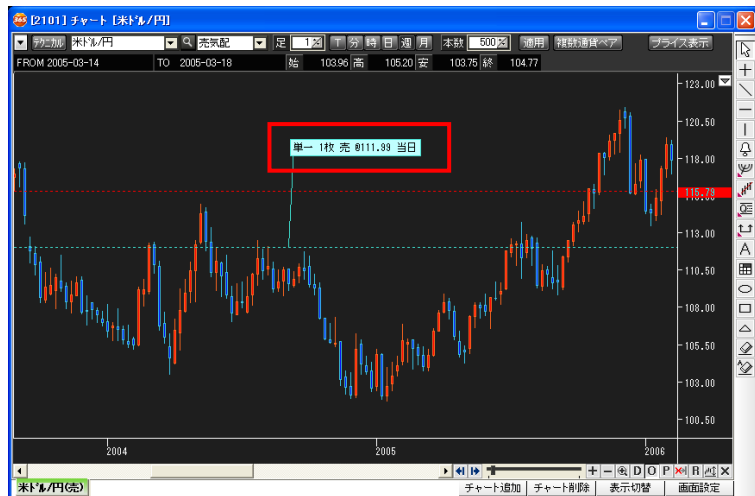 [2101] チャート [米ドル/円]
テクニカル 米ドル/円 売気配 足 1分 T 分 時 日 週 月 本数 500 適用 複数通貨ペア プライス表示
FROM 2005-03-14 TO 2005-03-18 始 103.96 高 105.20 安 103.75 終 104.77
123.00
120.50
単一 1枚 売 @111.99 当日
118.00
115.79
113.00
110.50
108.00
105.50
103.00
100.50
2004 2005 2006
D O P R
米ドル/円(売) チャート追加 チャート削除 表示切替 画面設定